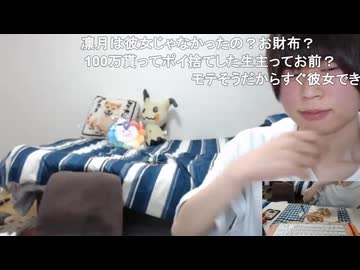 凛月は彼女じゃなかったの？お財布？
100万貰ってポイ捨てした生主ってお前？
モテそうだからすぐ彼女でき